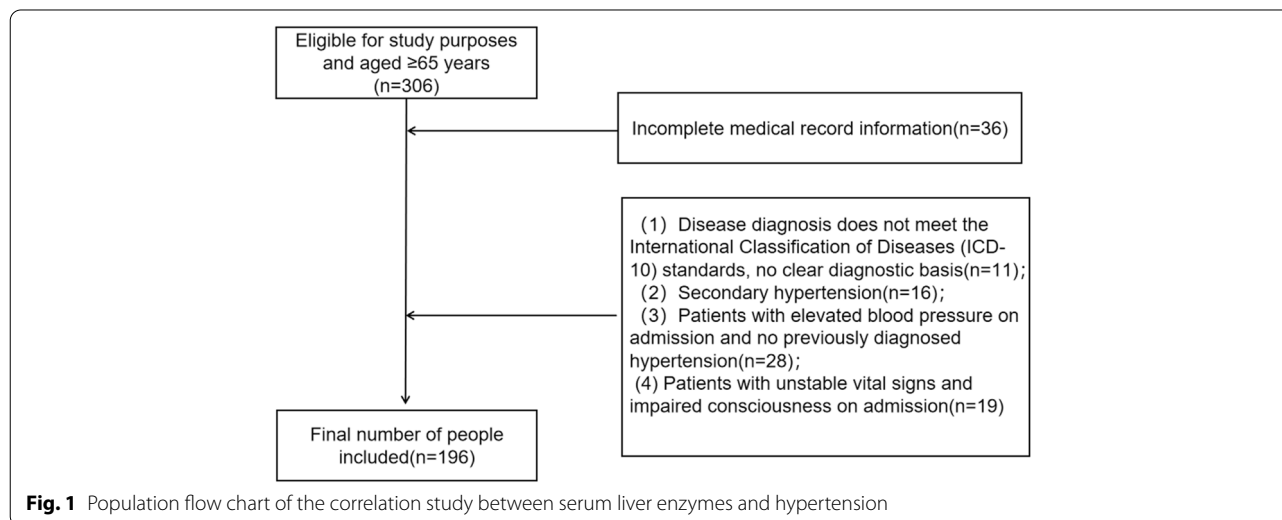 Eligible for study purposes
and aged ≥65 years
(n=306)
Incomplete medical record information(n=36)
(1) Disease diagnosis does not meet the
International Classification of Diseases (ICD-
10) standards, no clear diagnostic basis(n=11);
(2) Secondary hypertension(n=16);
(3) Patients with elevated blood pressure on
admission and no previously diagnosed
hypertension(n=28);
(4) Patients with unstable vital signs and
impaired consciousness on admission(n=19)
Final number of people
included(n=196)
Fig. 1 Population flow chart of the correlation study between serum liver enzymes and hypertension